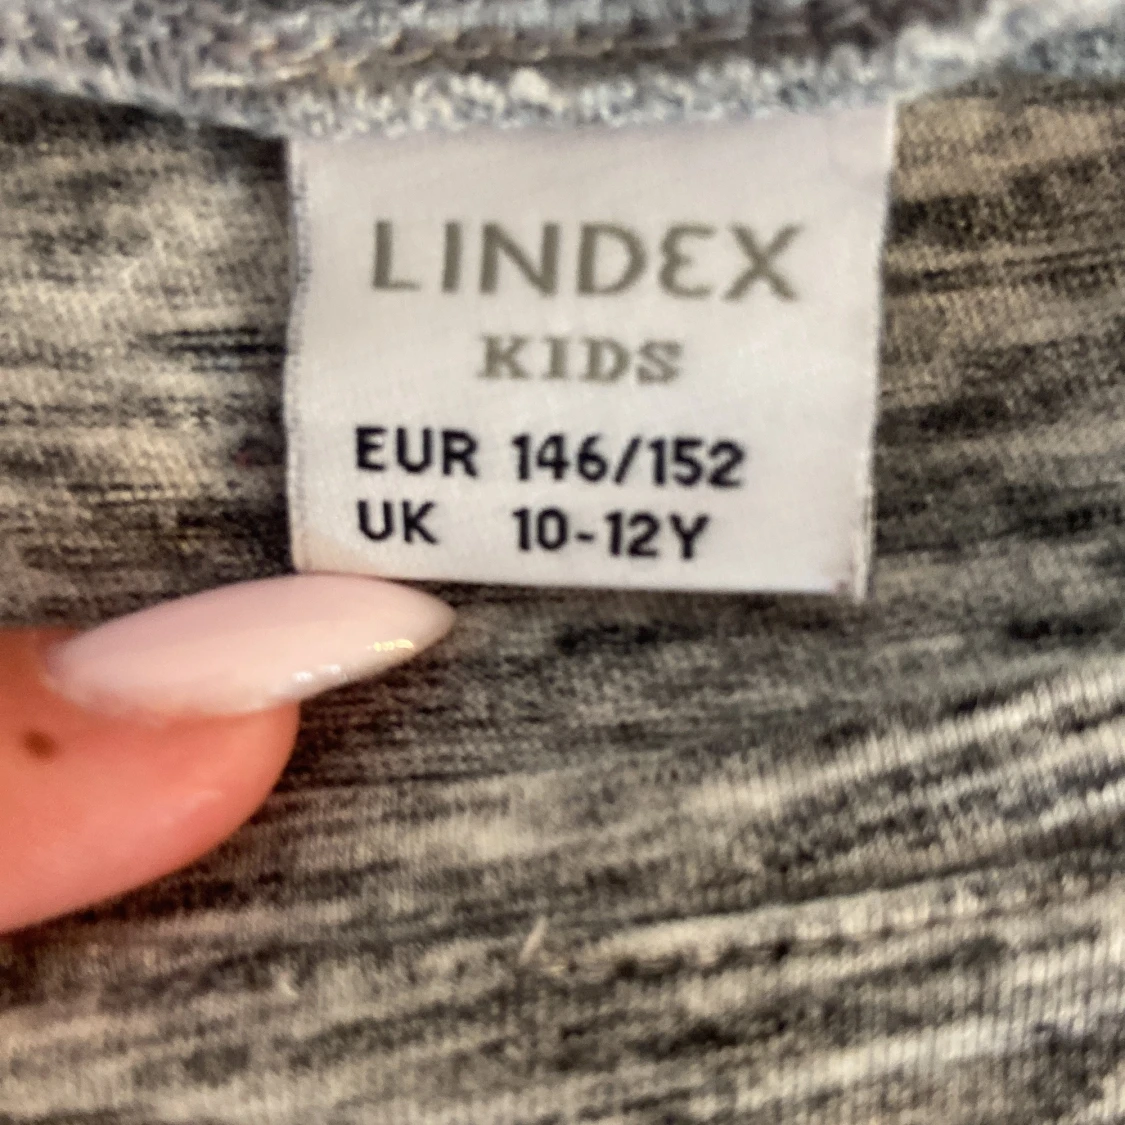 LINDEX
KIDS
EUR 146/152
UK 10-12Y